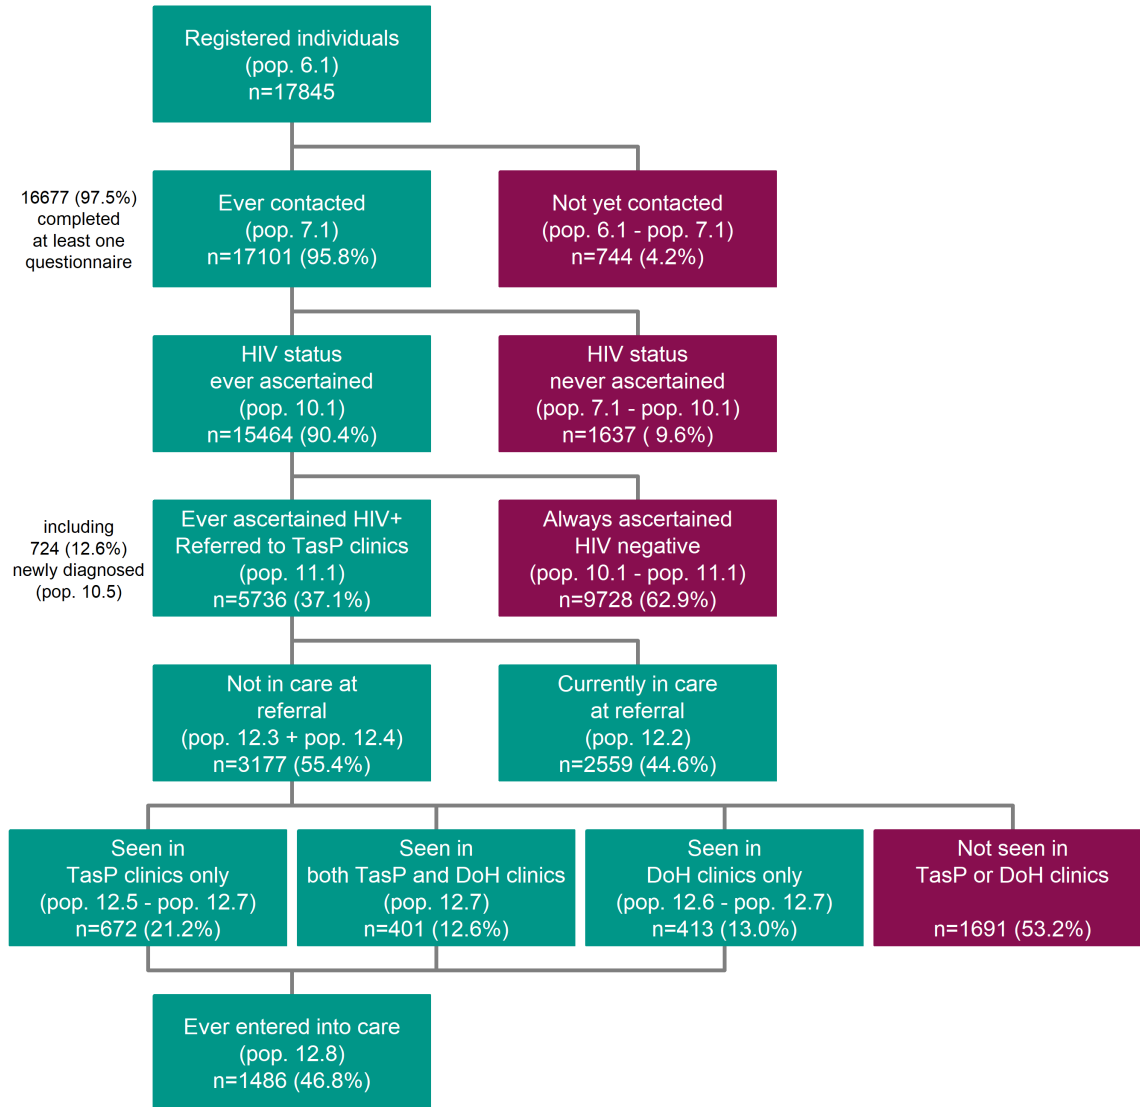 Registered individuals
(pop. 6.1)
n=17845
16677 (97.5%)
completed
at least one
questionnaire
Ever contacted
(pop. 7.1)
n=17101 (95.8%)
Not yet contacted
(pop. 6.1 - pop. 7.1)
n=744 (4.2%)
HIV status
ever ascertained
(pop. 10.1)
n=15464 (90.4%)
HIV status
never ascertained
(pop. 7.1 - pop. 10.1)
n=1637 ( 9.6%)
including
724 (12.6%)
newly diagnosed
(pop. 10.5)
Ever ascertained HIV+
Referred to TasP clinics
(pop. 11.1)
n=5736 (37.1%)
Always ascertained
HIV negative
(pop. 10.1 - pop. 11.1)
n=9728 (62.9%)
Not in care at
referral
(pop. 12.3 + pop. 12.4)
n=3177 (55.4%)
Currently in care
at referral
(pop. 12.2)
n=2559 (44.6%)
Seen in
TasP clinics only
(pop. 12.5 - pop. 12.7)
n=672 (21.2%)
Seen in
both TasP and DoH clinics
(pop. 12.7)
n=401 (12.6%)
Seen in
DoH clinics only
(pop. 12.6 - pop. 12.7)
n=413 (13.0%)
Not seen in
TasP or DoH clinics
n=1691 (53.2%)
Ever entered into care
(pop. 12.8)
n=1486 (46.8%)